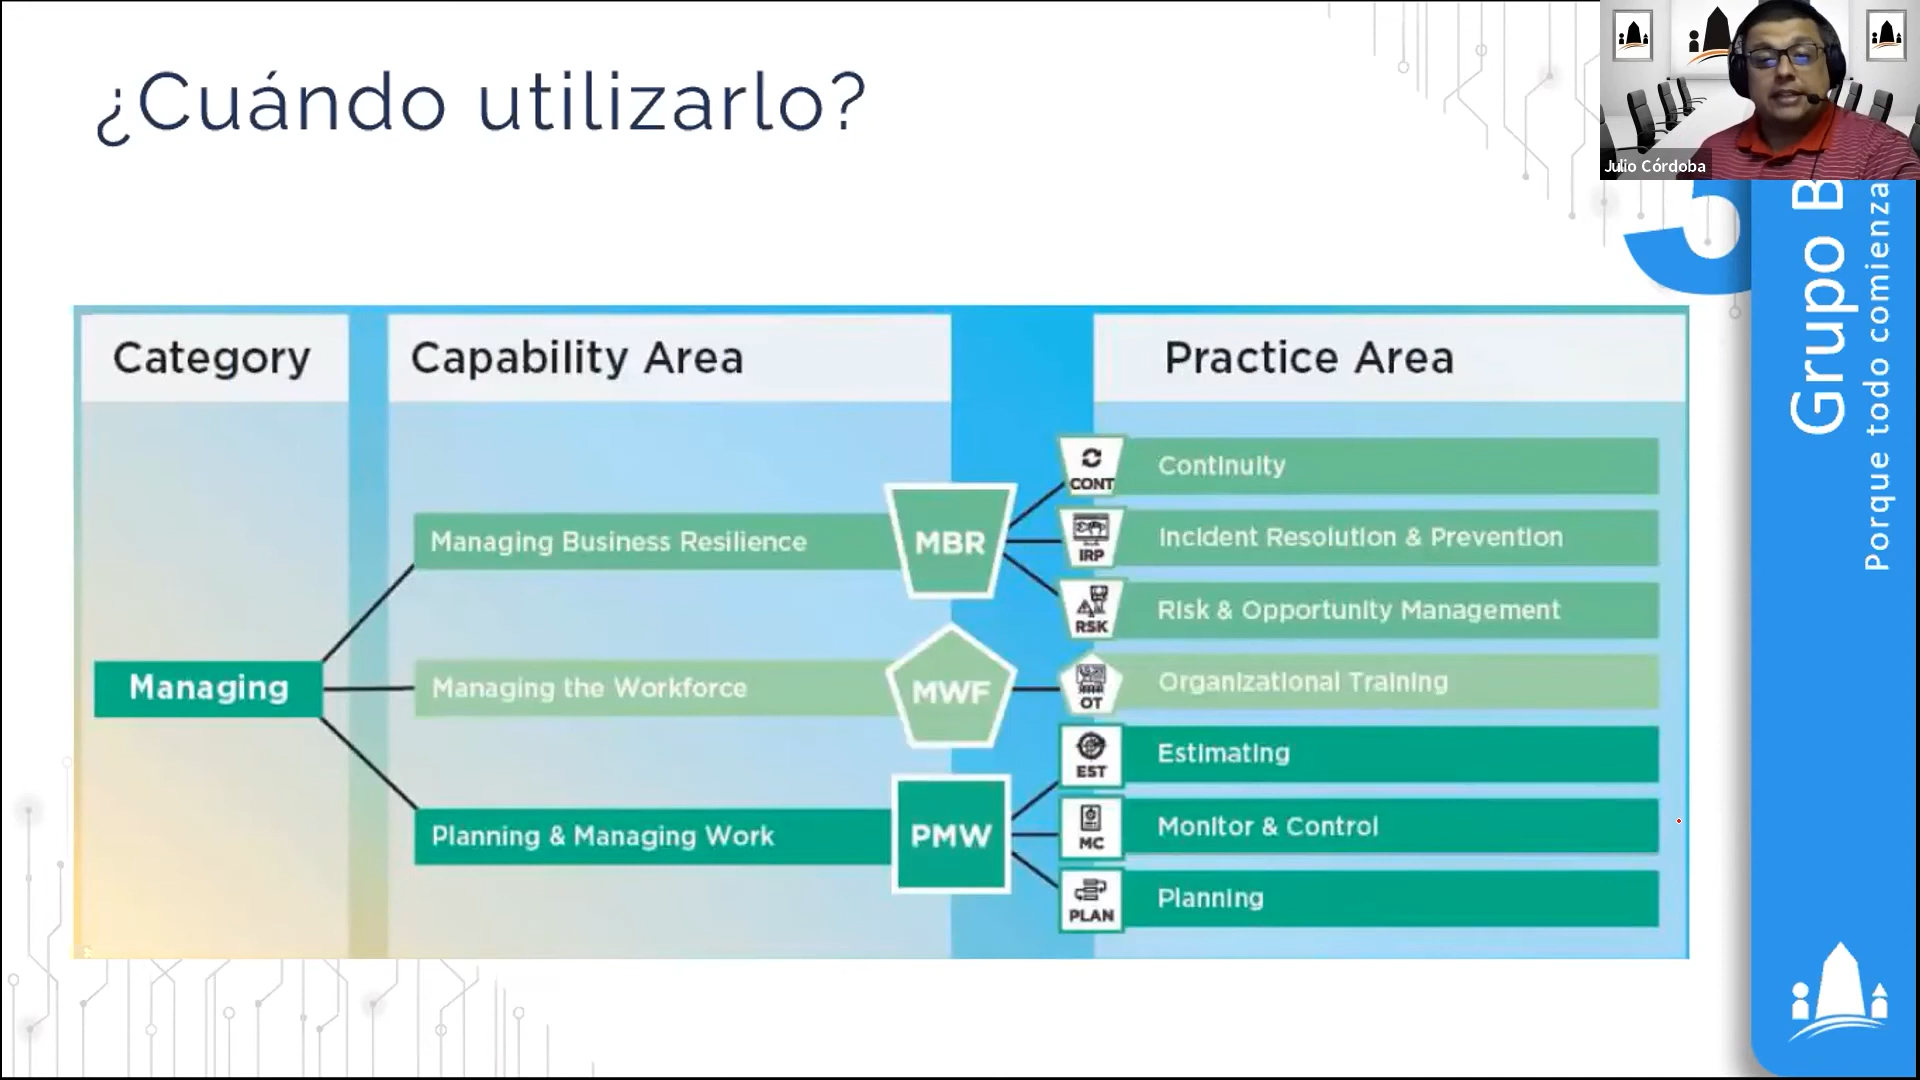 ¿Cuándo utilizarlo?
Julio Córdoba
5
Grupo B
Porque todo comienza
Category
Capability Area
Practice Area
Managing
Managing Business Resilience
MBR
Managing the Workforce
MWF
Planning & Managing Work
PMW
CONT
Continuity
IRP
Incident Resolution & Prevention
RSK
Risk & Opportunity Management
OT
Organizational Training
EST
Estimating
MC
Monitor & Control
PLAN
Planning